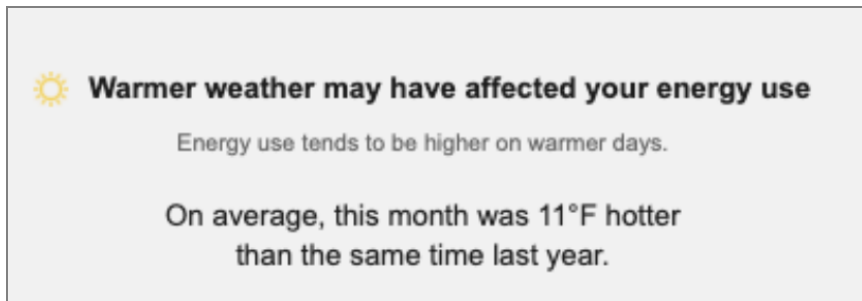 Warmer weather may have affected your energy use
Energy use tends to be higher on warmer days.
On average, this month was 11°F hotter
than the same time last year.